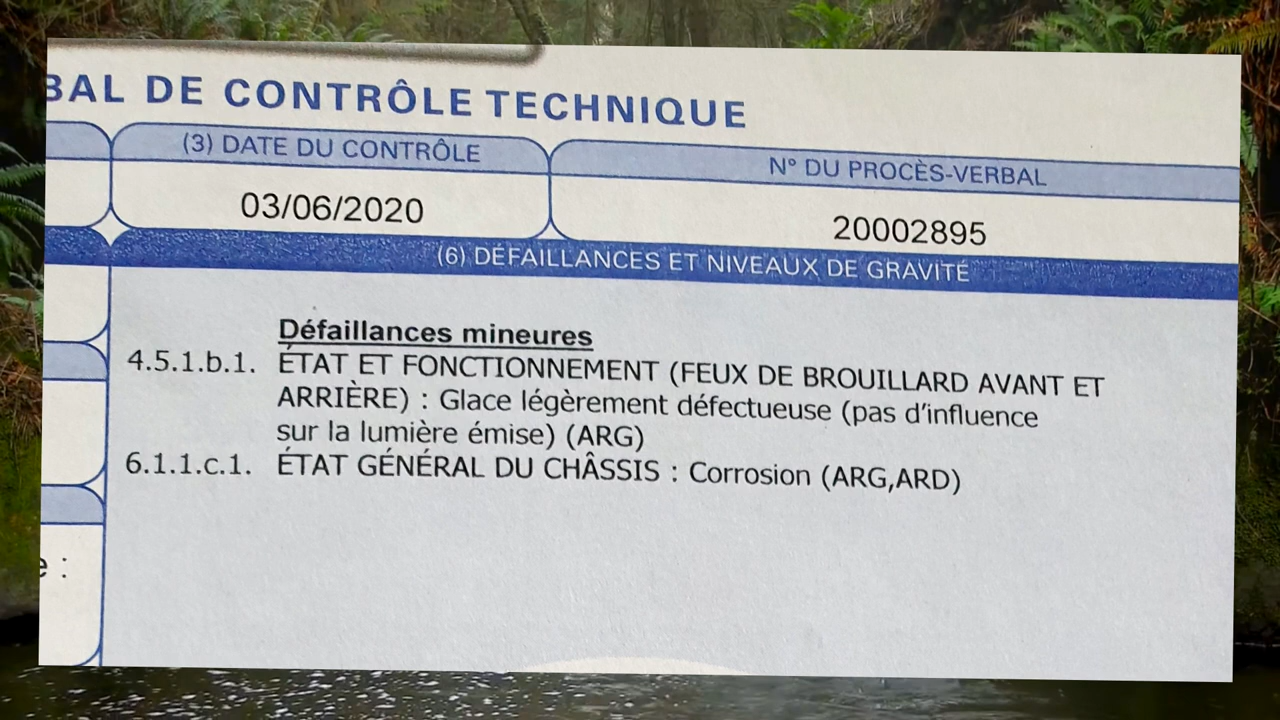 BAL DE CONTRÔLE TECHNIQUE
(3) DATE DU CONTRÔLE
N° DU PROCÈS-VERBAL
03/06/2020
20002895
(6) DÉFAILLANCES ET NIVEAUX DE GRAVITÉ
Défaillances mineures
4.5.1.b.1. ÉTAT ET FONCTIONNEMENT (FEUX DE BROUILLARD AVANT ET
ARRIÈRE) : Glace légèrement défectueuse (pas d'influence
sur la lumière émise) (ARG)
6.1.1.c.1. ÉTAT GÉNÉRAL DU CHÂSSIS : Corrosion (ARG,ARD)
e :